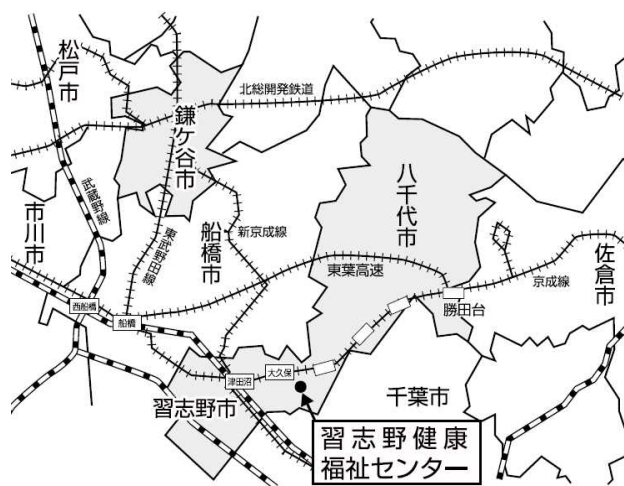 松戸市
北総開発鉄道
鎌ケ谷市
武蔵野線
市川市
東武野田線
船橋市
新京成線
八千代市
東葉高速
佐倉市
京成線
勝田台
西船橋
船橋
津田沼
大久保
習志野市
千葉市
習志野健康
福祉センター